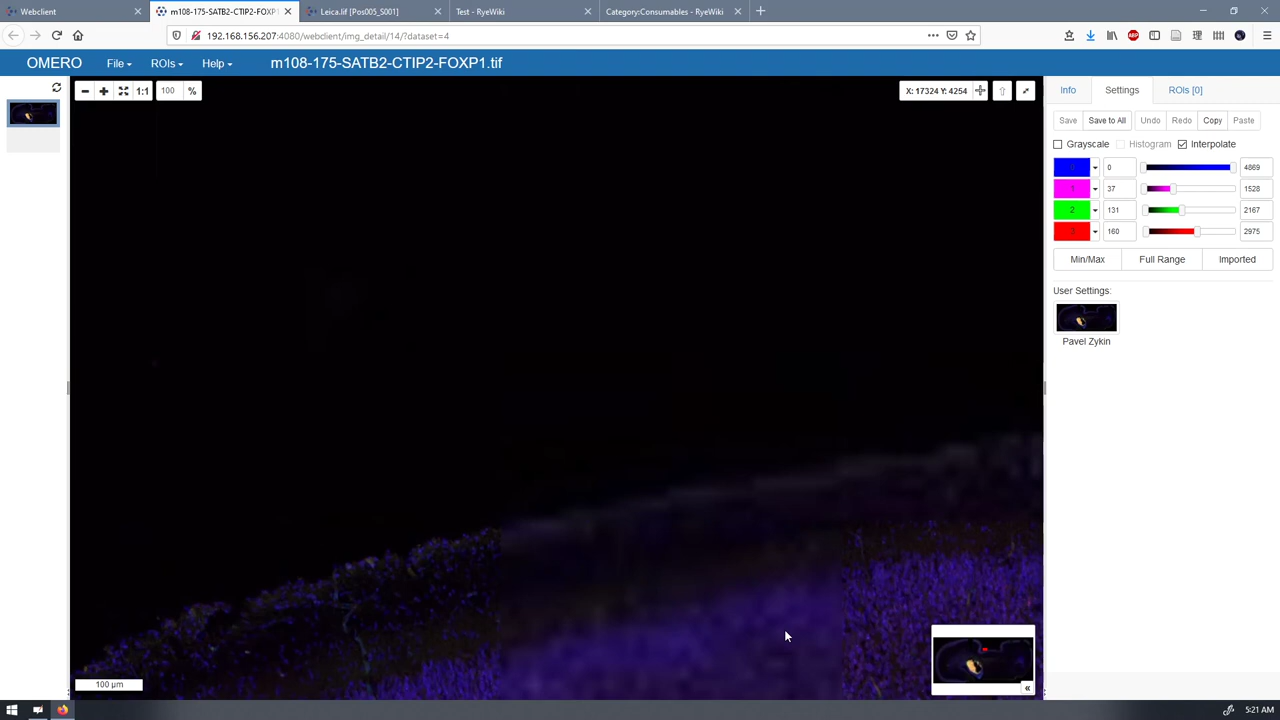 Webclient
m108-175-SATB2-CTIP2-FOXP1
Leica.lif [Pos005_S001]
Test - RyeWiki
Category:Consumables - RyeWiki
192.168.156.207:4080/webclient/img_detail/14/?dataset=4
OMERO
File
ROIs
Help
m108-175-SATB2-CTIP2-FOXP1.tif
1:1
100
%
X: 17324 Y: 4254
Info
Settings
ROIs [0]
Save
Save to All
Undo
Redo
Copy
Paste
Grayscale
Histogram
Interpolate
0 0 4869
1 37 1528
2 131 2167
3 160 2975
Min/Max
Full Range
Imported
User Settings:
Pavel Zykin
100 µm
5:21 AM